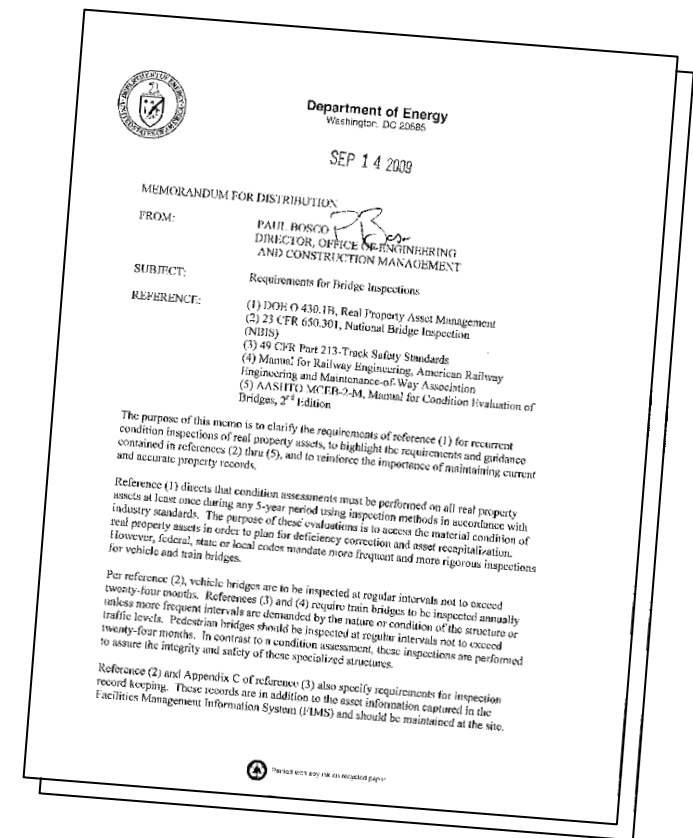 DEPARTMENT OF ENERGY
UNITED STATES OF AMERICA
Department of Energy
Washington, DC 20585
SEP 14 2009
MEMORANDUM FOR DISTRIBUTION
FROM:
PAUL BOSCO
DIRECTOR, OFFICE OF ENGINEERING
AND CONSTRUCTION MANAGEMENT
SUBJECT:
Requirements for Bridge Inspections
REFERENCE:
(1) DOE O 430.1B, Real Property Asset Management
(2) 23 CFR 650.301, National Bridge Inspection
(NBIS)
(3) 49 CFR Part 213-Track Safety Standards
(4) Manual for Railway Engineering, American Railway
Engineering and Maintenance-of-Way Association
(5) AASHTO MCEB-2-M, Manual for Condition Evaluation of
Bridges, 2nd Edition
The purpose of this memo is to clarify the requirements of reference (1) for recurrent
condition inspections of real property assets, to highlight the requirements and guidance
contained in references (2) thru (5), and to reinforce the importance of maintaining current
and accurate property records.
Reference (1) directs that condition assessments must be performed on all real property
assets at least once during any 5-year period using inspection methods in accordance with
industry standards. The purpose of these evaluations is to access the material condition of
real property assets in order to plan for deficiency correction and asset recapitalization.
However, federal, state or local codes mandate more frequent and more rigorous inspections
for vehicle and train bridges.
Per reference (2), vehicle bridges are to be inspected at regular intervals not to exceed
twenty-four months. References (3) and (4) require train bridges to be inspected annually
unless more frequent intervals are demanded by the nature or condition of the structure or
traffic levels. Pedestrian bridges should be inspected at regular intervals not to exceed
twenty-four months. In contrast to a condition assessment, these inspections are performed
to assure the integrity and safety of these specialized structures.
Reference (2) and Appendix C of reference (3) also specify requirements for inspection
record keeping. These records are in addition to the asset information captured in the
Facilities Management Information System (FIMS) and should be maintained at the site.
Printed with soy ink on recycled paper